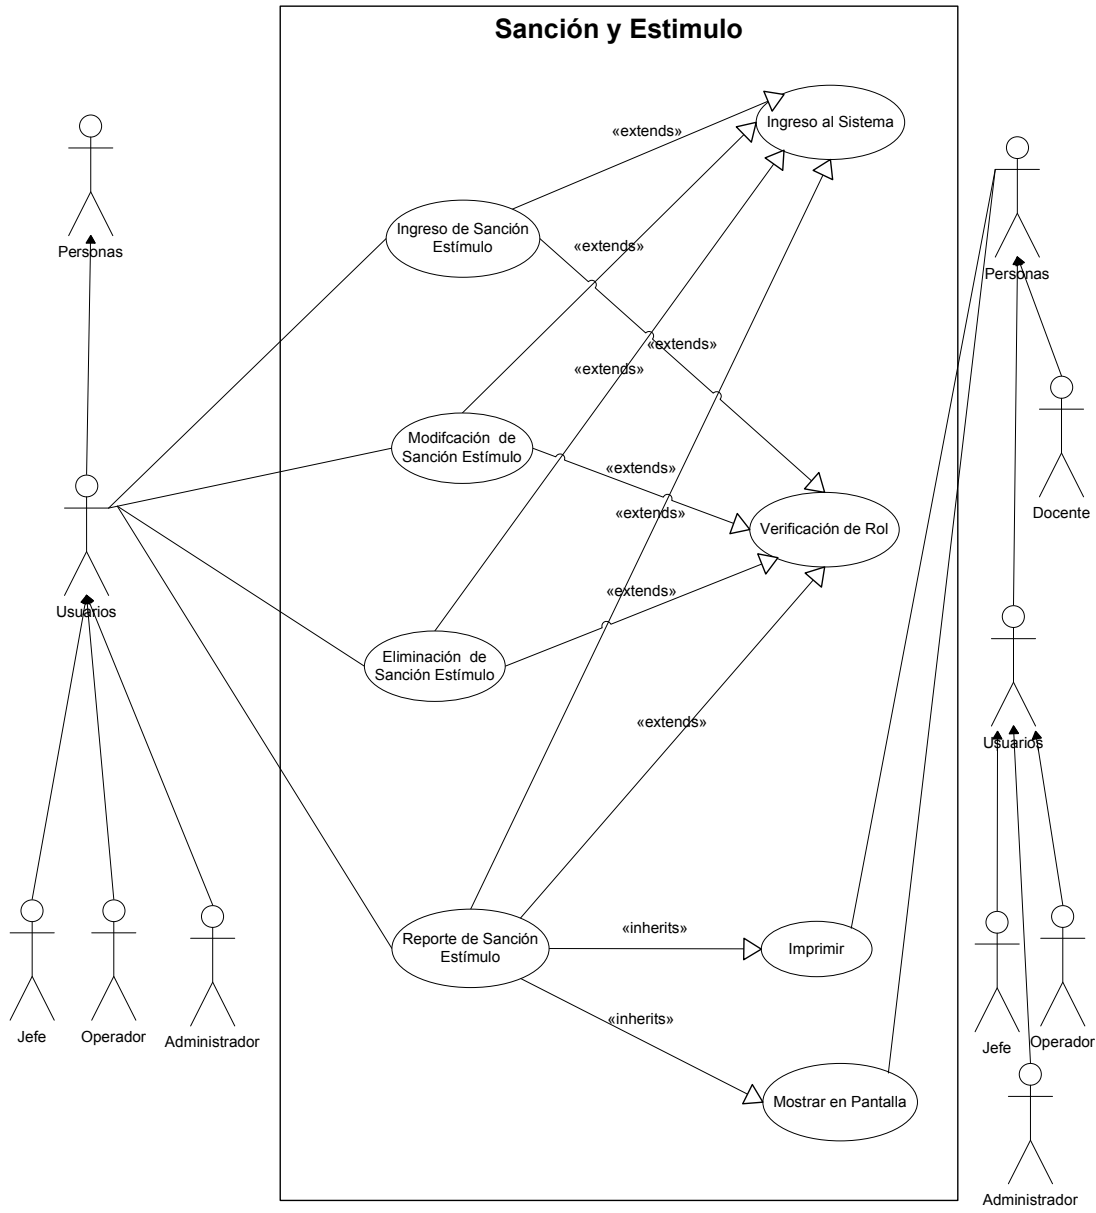 Sanción y Estimulo
Ingreso al Sistema
«extends»
Ingreso de Sanción
Estímulo
«extends»
Personas
Personas
«extends»
«extends»
Modifcación de
Sanción Estímulo
«extends»
«extends»
Verificación de Rol
Docente
Usuarios
«extends»
Eliminación de
Sanción Estímulo
«extends»
Usuarios
Reporte de Sanción
Estímulo
«inherits»
Imprimir
«inherits»
Jefe
Operador
Administrador
Jefe
Operador
Mostrar en Pantalla
Administrador